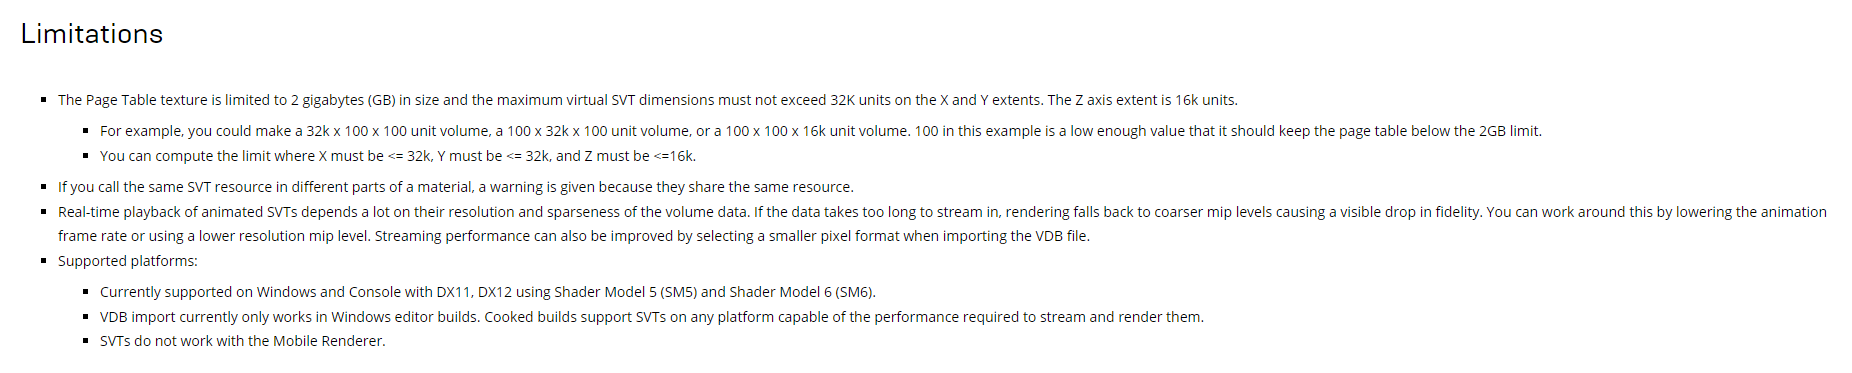 Limitations
The Page Table texture is limited to 2 gigabytes (GB) in size and the maximum virtual SVT dimensions must not exceed 32K units on the X and Y extents. The Z axis extent is 16k units.
For example, you could make a 32k x 100 x 100 unit volume, a 100 x 32k x 100 unit volume, or a 100 x 100 x 16k unit volume. 100 in this example is a low enough value that it should keep the page table below the 2GB limit.
You can compute the limit where X must be <= 32k, Y must be <= 32k, and Z must be <=16k.
If you call the same SVT resource in different parts of a material, a warning is given because they share the same resource.
Real-time playback of animated SVTs depends a lot on their resolution and sparseness of the volume data. If the data takes too long to stream in, rendering falls back to coarser mip levels causing a visible drop in fidelity. You can work around this by lowering the animation
frame rate or using a lower resolution mip level. Streaming performance can also be improved by selecting a smaller pixel format when importing the VDB file.
Supported platforms:
Currently supported on Windows and Console with DX11, DX12 using Shader Model 5 (SM5) and Shader Model 6 (SM6).
VDB import currently only works in Windows editor builds. Cooked builds support SVTs on any platform capable of the performance required to stream and render them.
SVTs do not work with the Mobile Renderer.